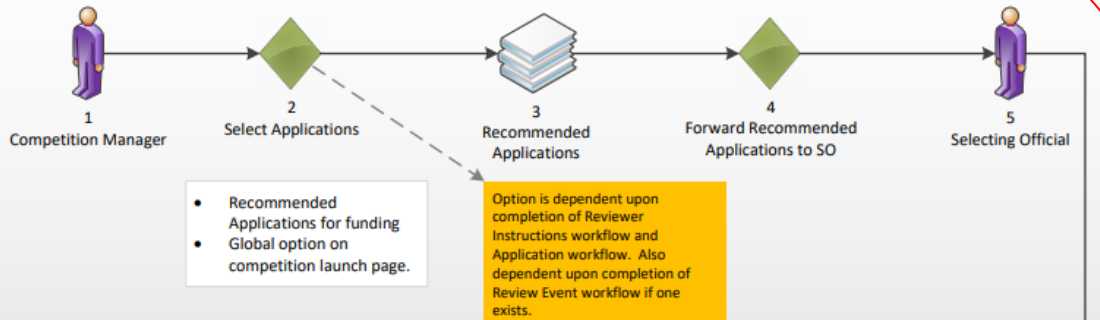 1
Competition Manager
2
Select Applications
3
Recommended
Applications
4
Forward Recommended
Applications to SO
5
Selecting Official
• Recommended
Applications for funding
• Global option on
competition launch page.
Option is dependent upon
completion of Reviewer
Instructions workflow and
Application workflow.  Also
dependent upon completion of
Review Event workflow if one
exists.